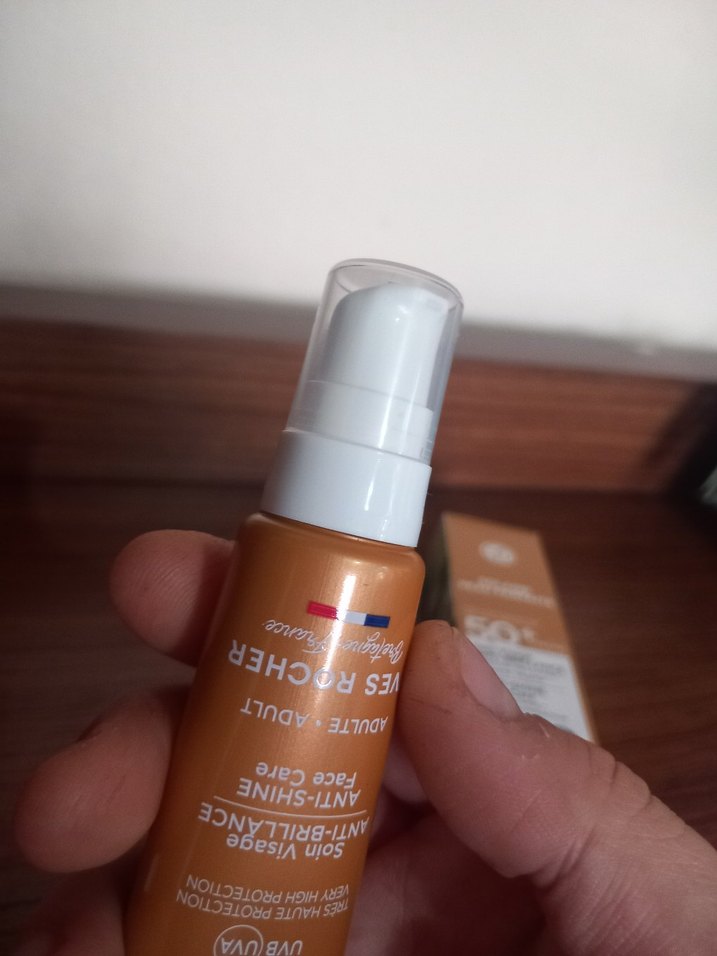 UVB UVA
TRÈS HAUTE PROTECTION
VERY HIGH PROTECTION
Soin Visage
ANTI-BRILLANCE
ANTI-SHINE
Face Care
ADULTE • ADULT
VES ROCHER
Bretagne France
50+